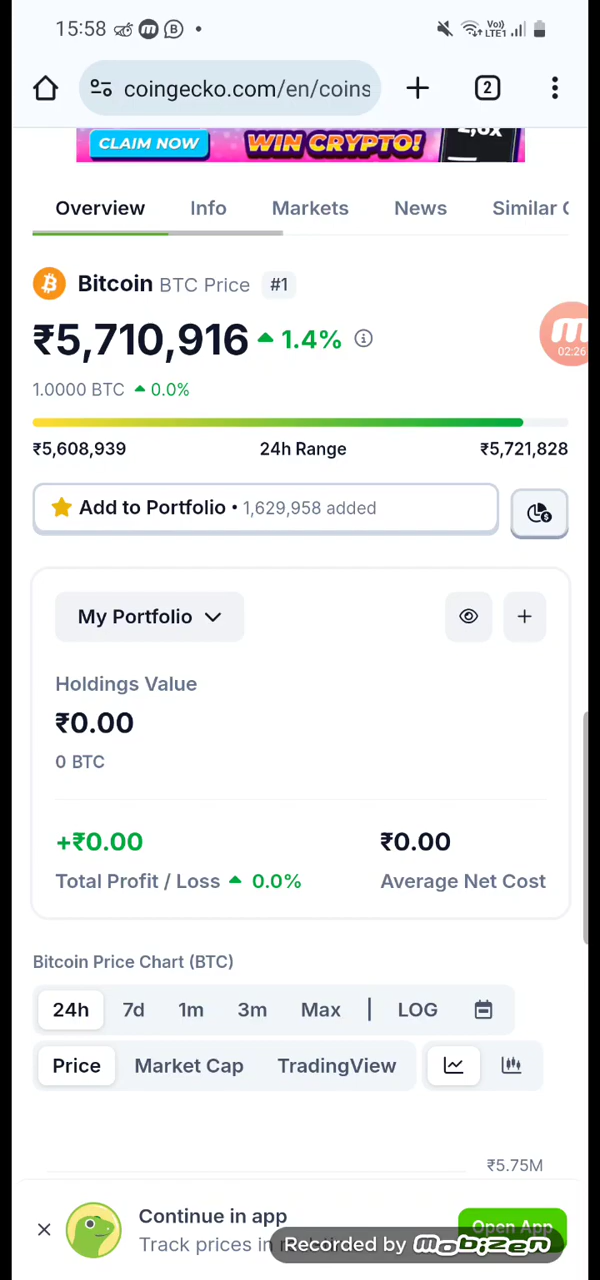 15:58
Vo) LTE1
coingecko.com/en/coins
2
CLAIM NOW WIN CRYPTO!
Overview Info Markets News Similar
Bitcoin BTC Price #1
₹5,710,916 1.4%
02:26
1.0000 BTC 0.0%
₹5,608,939 24h Range ₹5,721,828
Add to Portfolio • 1,629,958 added
My Portfolio
Holdings Value
₹0.00
0 BTC
+₹0.00 ₹0.00
Total Profit / Loss 0.0% Average Net Cost
Bitcoin Price Chart (BTC)
24h 7d 1m 3m Max | LOG
Price Market Cap TradingView
₹5.75M
Continue in app
Open App
Track prices in
Recorded by mobizen